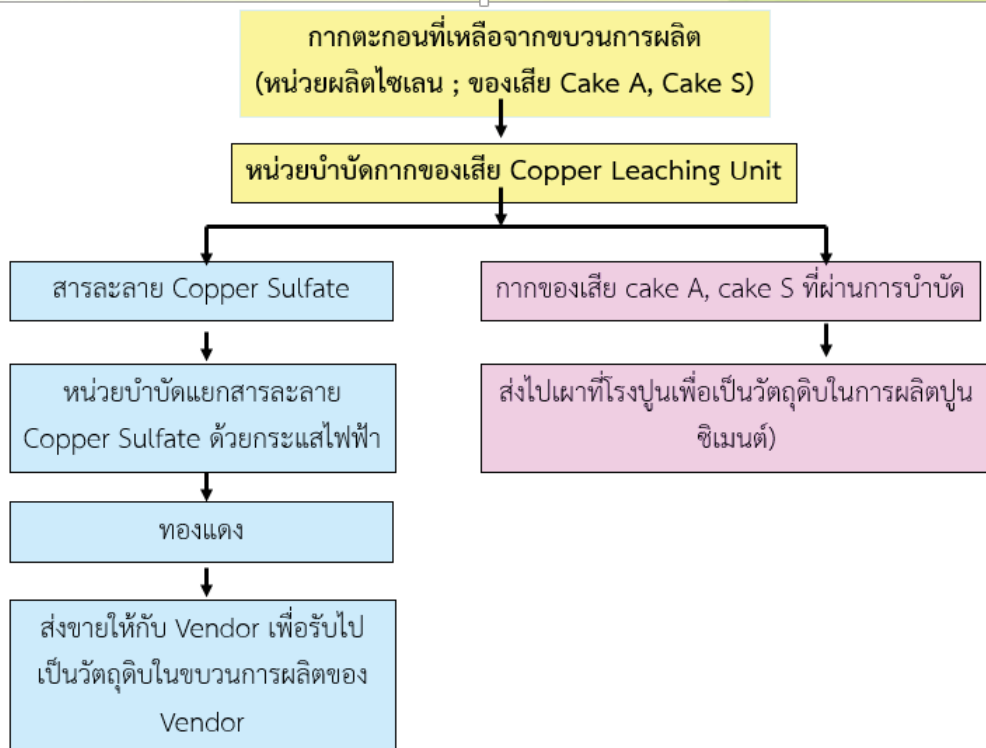 กากตะกอนที่เหลือจากขบวนการผลิต
(หน่วยผลิตไซเลน ; ของเสีย Cake A, Cake S)
หน่วยบำบัดกากของเสีย Copper Leaching Unit
สารละลาย Copper Sulfate
หน่วยบำบัดแยกสารละลาย
Copper Sulfate ด้วยกระแสไฟฟ้า
ทองแดง
ส่งขายให้กับ Vendor เพื่อรับไป
เป็นวัตถุดิบในขบวนการผลิตของ
Vendor
กากของเสีย cake A, cake S ที่ผ่านการบำบัด
ส่งไปเผาที่โรงปูนเพื่อเป็นวัตถุดิบในการผลิตปูน
ซิเมนต์)